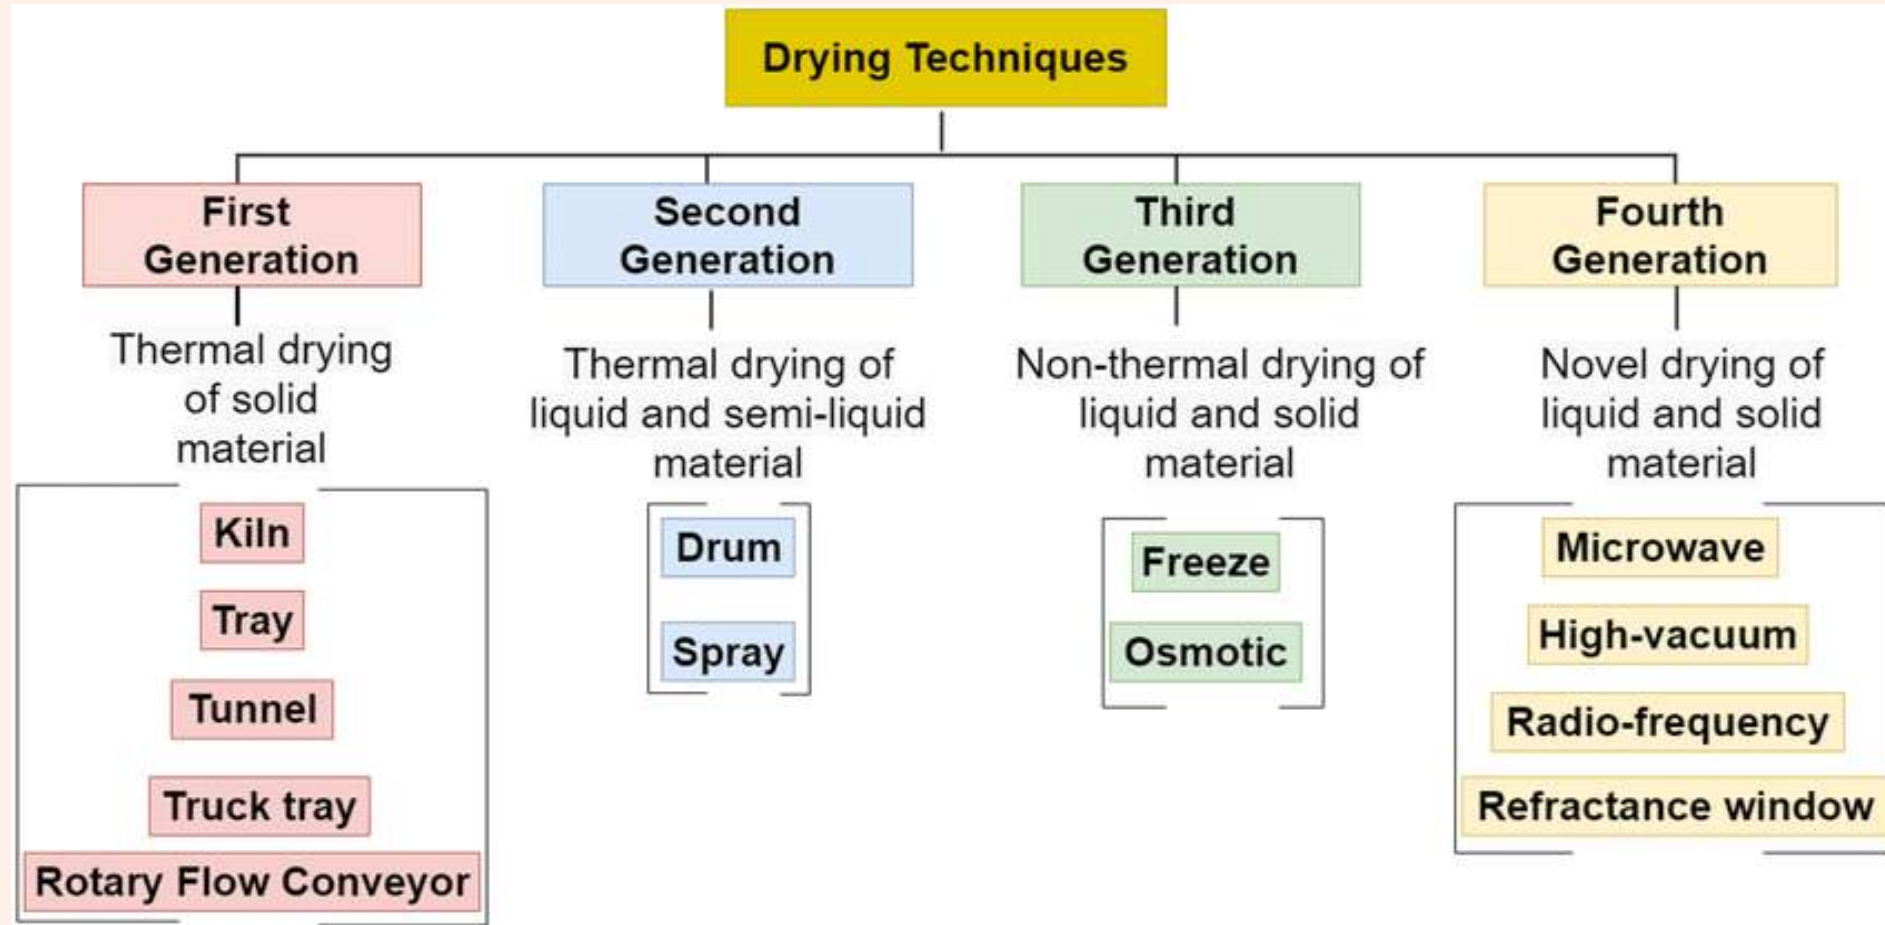 Drying Techniques
First
Generation
Second
Generation
Third
Generation
Fourth
Generation
Thermal drying
of solid
material
Thermal drying of
liquid and semi-liquid
material
Non-thermal drying of
liquid and solid
material
Novel drying of
liquid and solid
material
Kiln
Tray
Tunnel
Truck tray
Rotary Flow Conveyor
Drum
Spray
Freeze
Osmotic
Microwave
High-vacuum
Radio-frequency
Refractance window